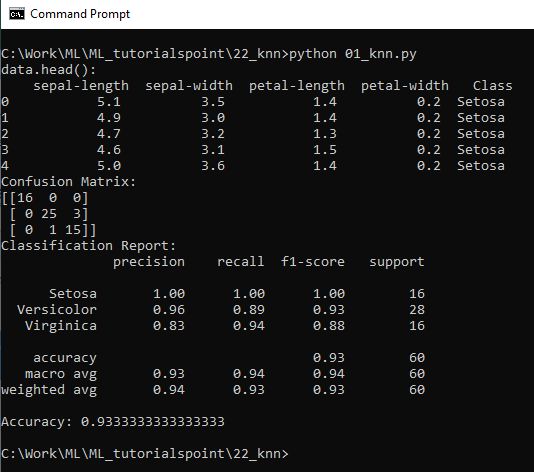 Command Prompt
C:\Work\ML\ML_tutorialspoint\22_knn>python 01_knn.py
data.head():
   sepal-length  sepal-width  petal-length  petal-width   Class
0           5.1          3.5           1.4          0.2  Setosa
1           4.9          3.0           1.4          0.2  Setosa
2           4.7          3.2           1.3          0.2  Setosa
3           4.6          3.1           1.5          0.2  Setosa
4           5.0          3.6           1.4          0.2  Setosa
Confusion Matrix:
[[16  0  0]
 [ 0 25  3]
 [ 0  1 15]]
Classification Report:
              precision    recall  f1-score   support
      Setosa       1.00      1.00      1.00        16
  Versicolor       0.96      0.89      0.93        28
   Virginica       0.83      0.94      0.88        16
    accuracy                           0.93        60
   macro avg       0.93      0.94      0.94        60
weighted avg       0.94      0.93      0.93        60
Accuracy: 0.9333333333333333
C:\Work\ML\ML_tutorialspoint\22_knn>